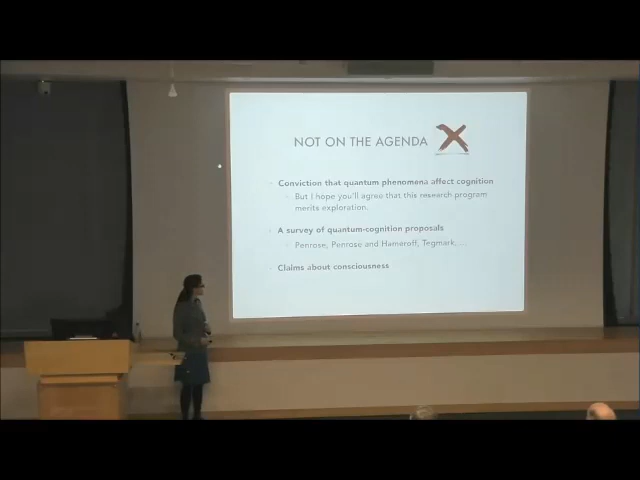 NOT ON THE AGENDA
Conviction that quantum phenomena affect cognition
But I hope you'll agree that this research program
merits exploration.
A survey of quantum-cognition proposals
Penrose, Penrose and Hameroff, Tegmark, ...
Claims about consciousness